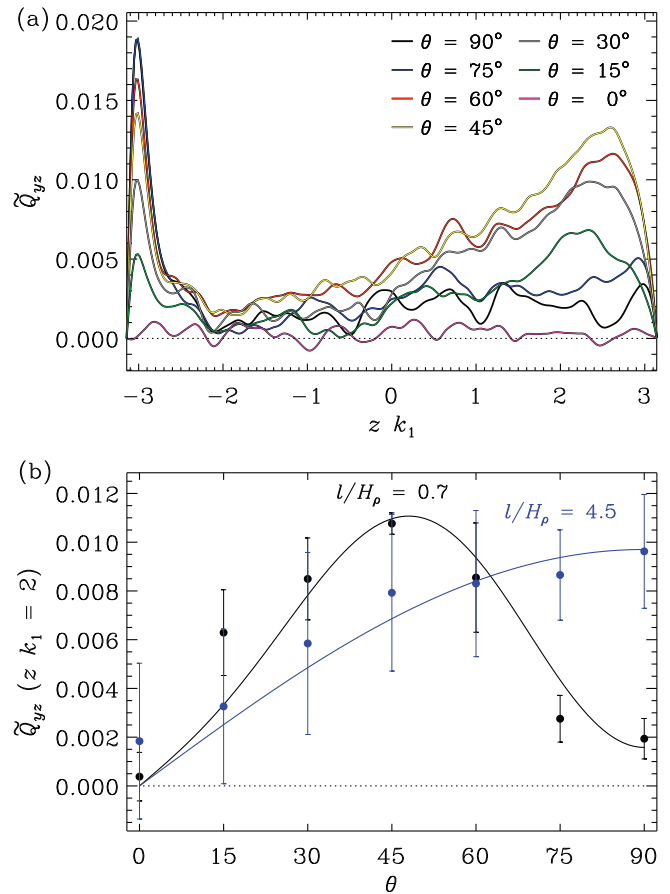 (a)
0.020
0.015
0.010
0.005
0.000
Q̃yz
θ = 90°
θ = 75°
θ = 60°
θ = 45°
θ = 30°
θ = 15°
θ = 0°
−3 −2 −1 0 1 2 3
z k1
(b)
0.012
0.010
0.008
0.006
0.004
0.002
0.000
Q̃yz (z k1 = 2)
l/Hρ = 0.7
l/Hρ = 4.5
0 15 30 45 60 75 90
θ